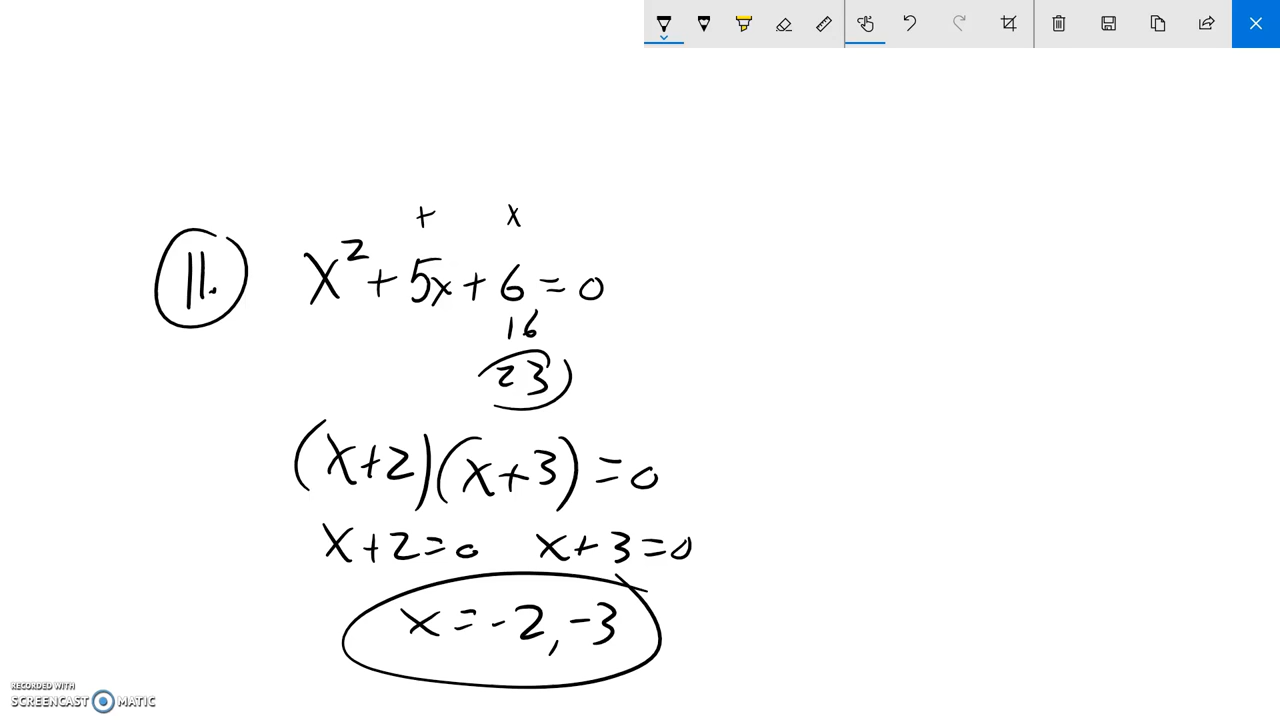 + x
11. x² + 5x + 6 = 0
1 6
2 3
(x+2)(x+3) = 0
x+2=0 x+3=0
x = -2, -3
RECORDED WITH
SCREENCAST MATIC